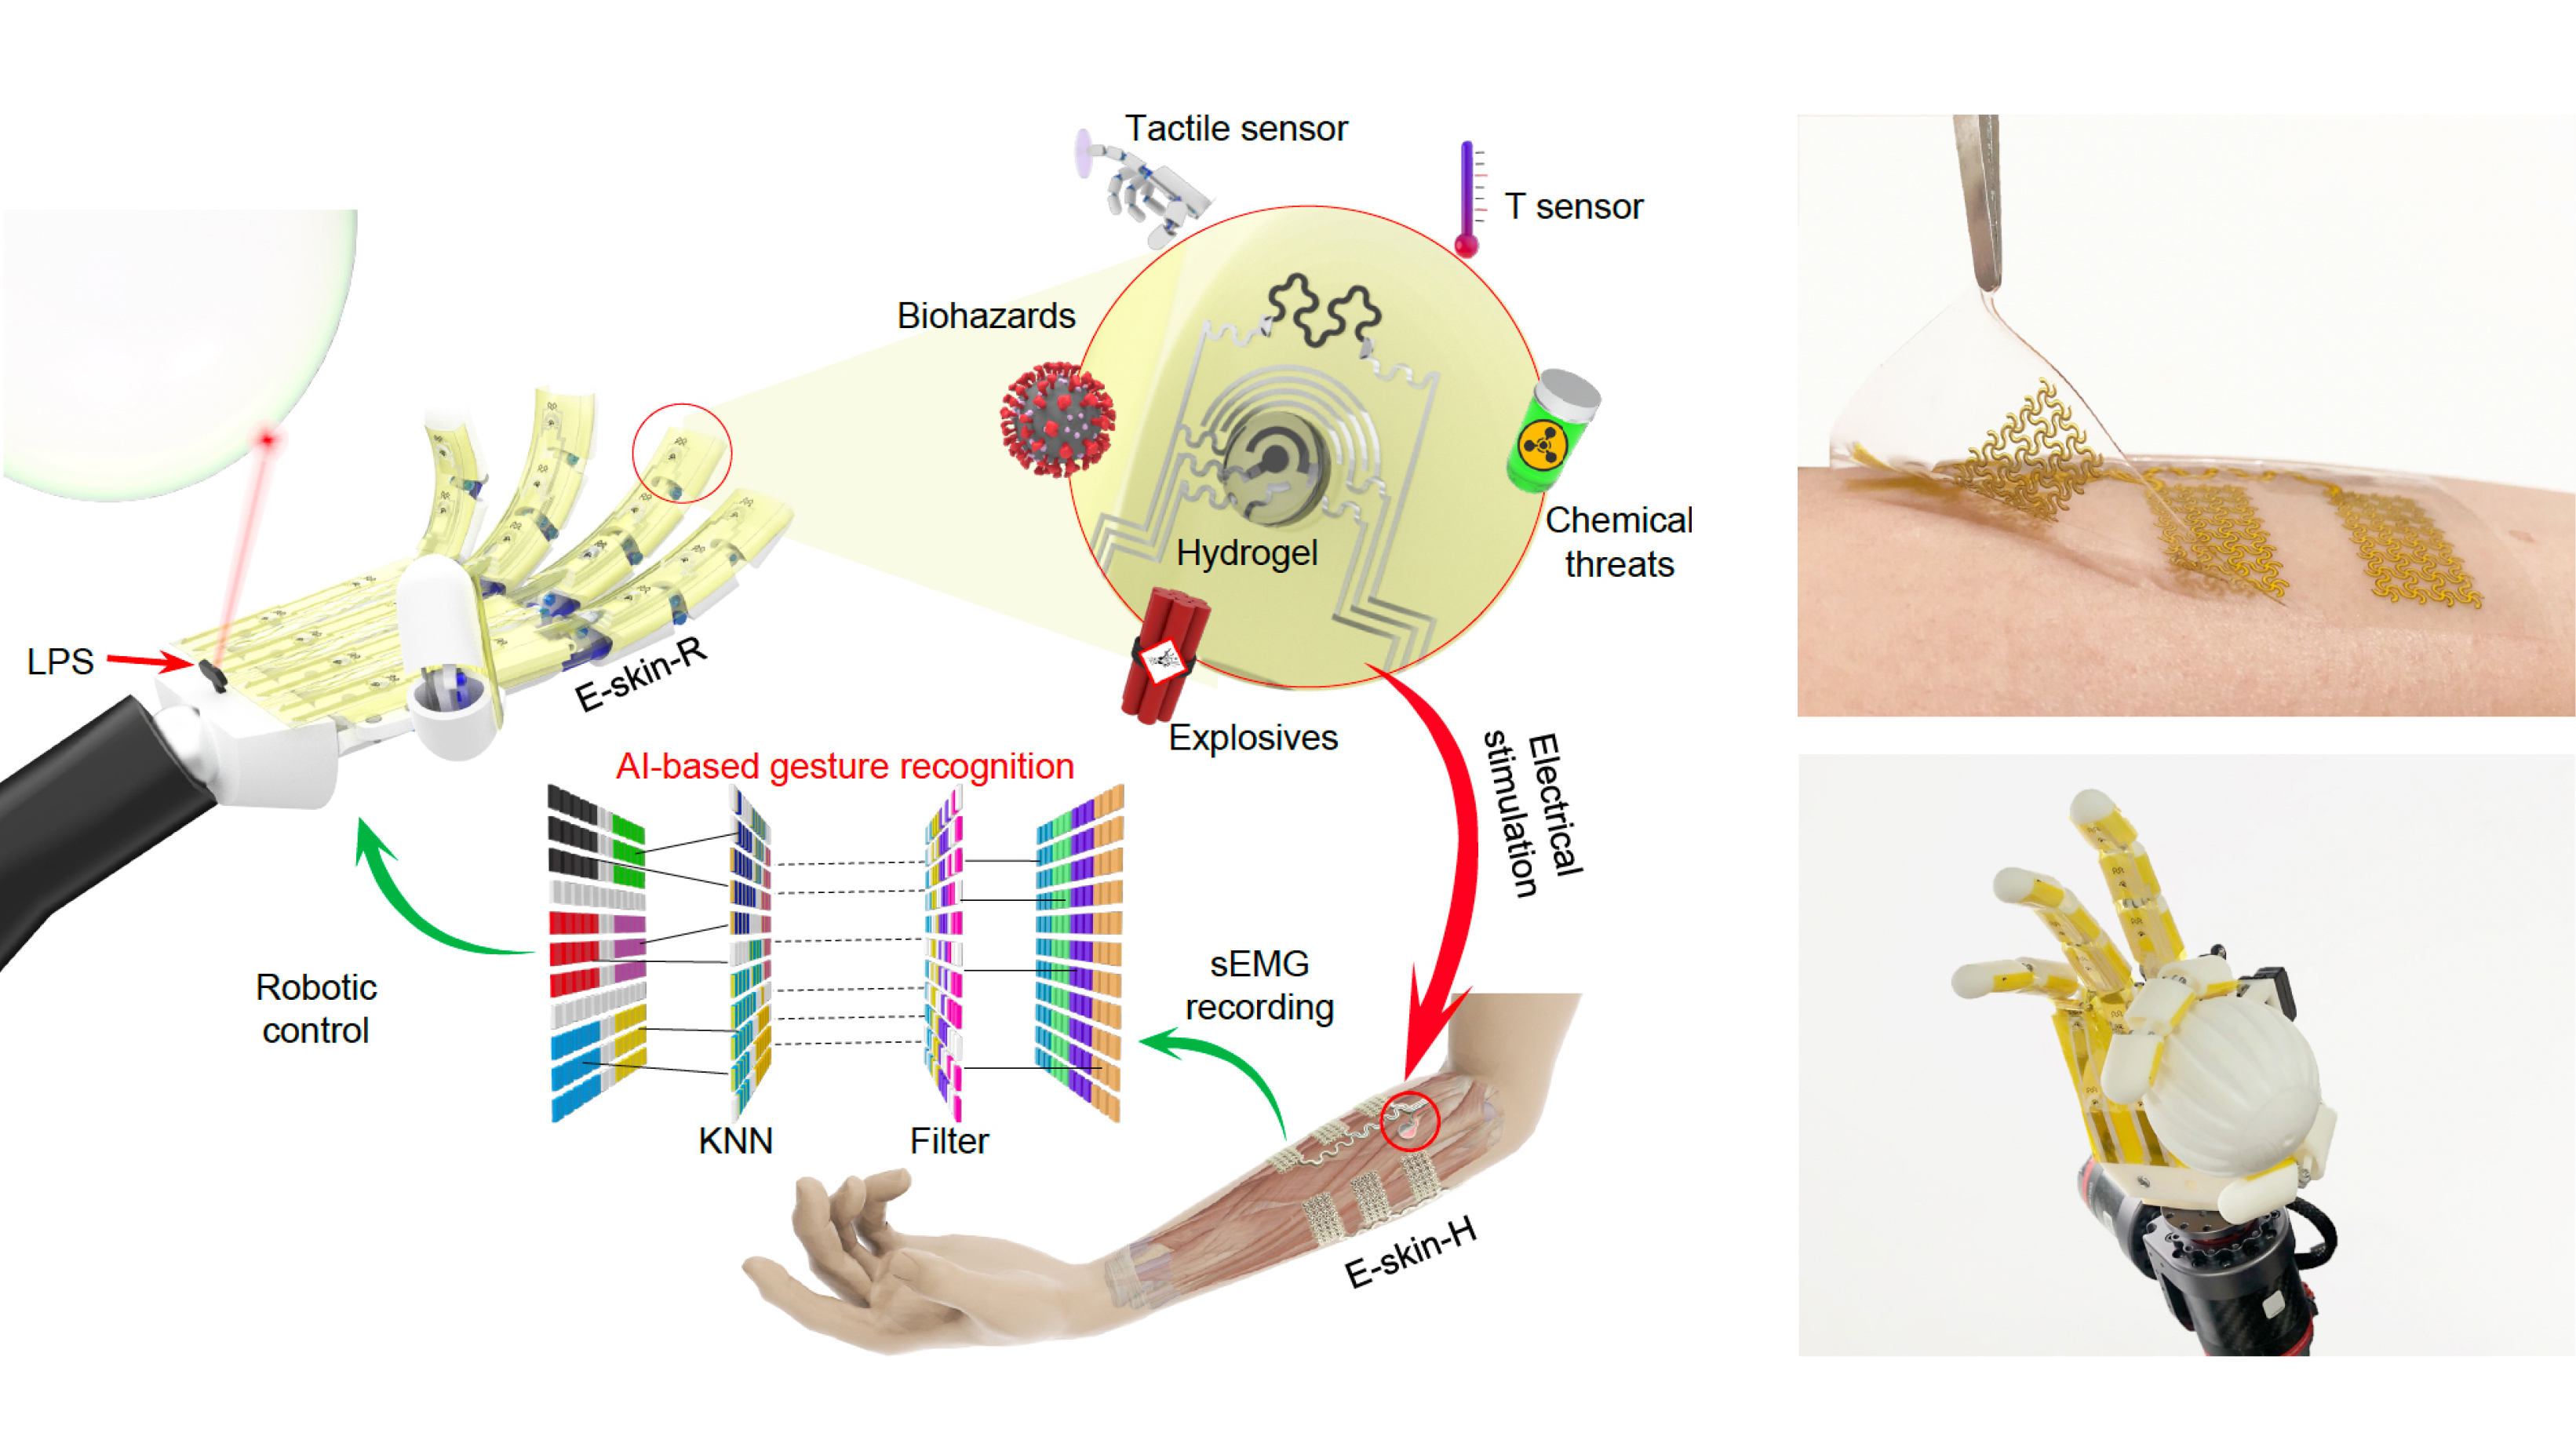 Tactile sensor
T sensor
Biohazards
Hydrogel
Chemical
threats
LPS
E-skin-R
Explosives
Electrical
stimulation
AI-based gesture recognition
Robotic
control
sEMG
recording
KNN
Filter
E-skin-H